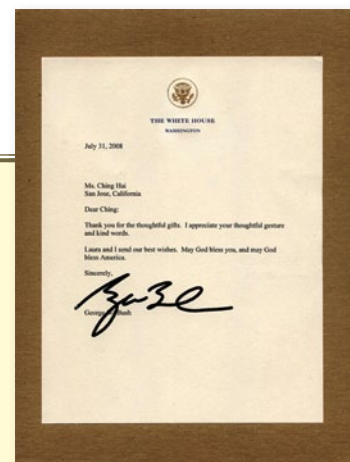 THE WHITE HOUSE
WASHINGTON
July 31, 2008
Ms. Ching Hai
San Jose, California
Dear Ching:
Thank you for the thoughtful gifts. I appreciate your thoughtful gesture
and kind words.
Laura and I send our best wishes. May God bless you, and may God
bless America.
Sincerely,
George Bush